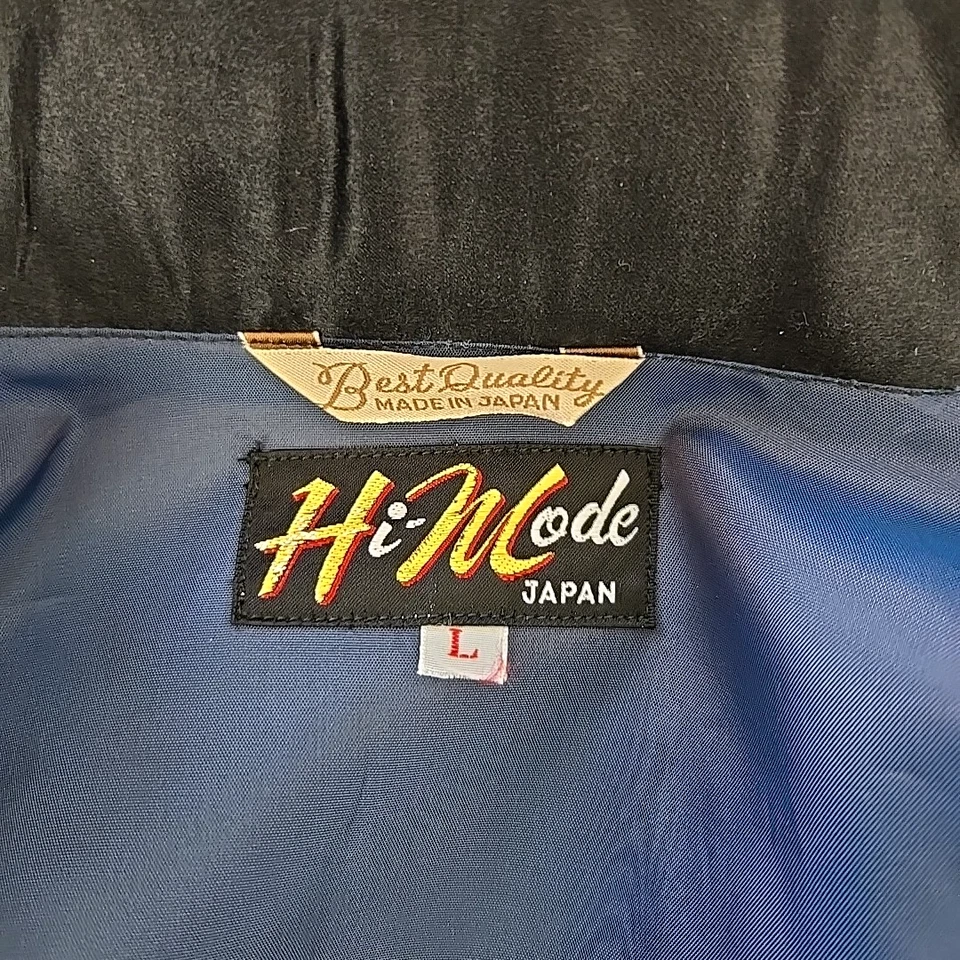 Best Quality
MADE IN JAPAN
Hi-Mode
JAPAN
L